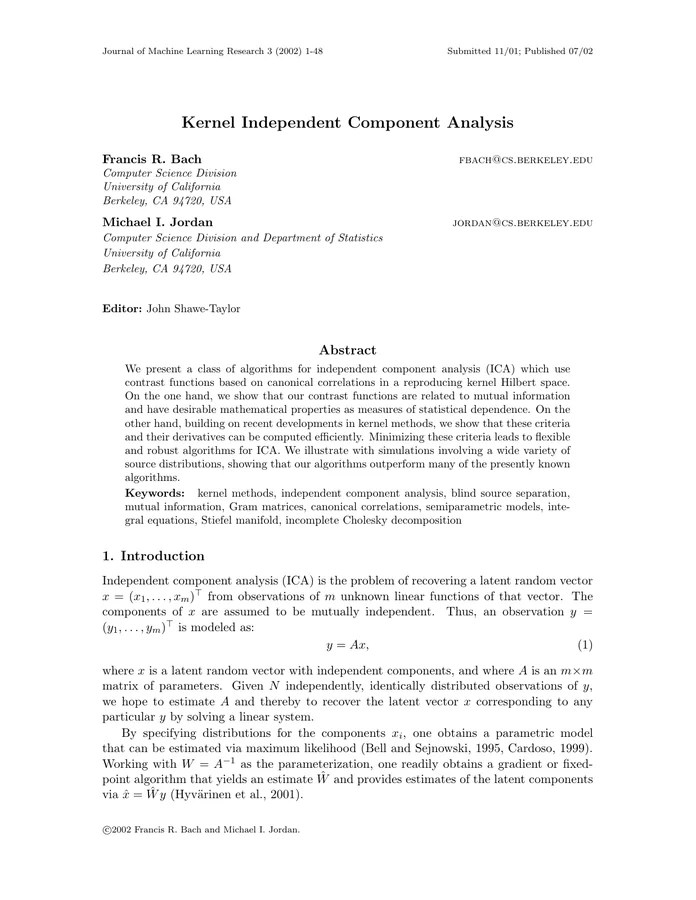 Journal of Machine Learning Research 3 (2002) 1-48 Submitted 11/01; Published 07/02
Kernel Independent Component Analysis
Francis R. Bach FBACH@CS.BERKELEY.EDU
Computer Science Division
University of California
Berkeley, CA 94720, USA
Michael I. Jordan JORDAN@CS.BERKELEY.EDU
Computer Science Division and Department of Statistics
University of California
Berkeley, CA 94720, USA
Editor: John Shawe-Taylor
Abstract
We present a class of algorithms for independent component analysis (ICA) which use
contrast functions based on canonical correlations in a reproducing kernel Hilbert space.
On the one hand, we show that our contrast functions are related to mutual information
and have desirable mathematical properties as measures of statistical dependence. On the
other hand, building on recent developments in kernel methods, we show that these criteria
and their derivatives can be computed efficiently. Minimizing these criteria leads to flexible
and robust algorithms for ICA. We illustrate with simulations involving a wide variety of
source distributions, showing that our algorithms outperform many of the presently known
algorithms.
Keywords: kernel methods, independent component analysis, blind source separation,
mutual information, Gram matrices, canonical correlations, semiparametric models, inte-
gral equations, Stiefel manifold, incomplete Cholesky decomposition
1. Introduction
Independent component analysis (ICA) is the problem of recovering a latent random vector
x = (x₁, . . . , xₘ)⊤ from observations of m unknown linear functions of that vector. The
components of x are assumed to be mutually independent. Thus, an observation y =
(y₁, . . . , yₘ)⊤ is modeled as:
y = Ax, (1)
where x is a latent random vector with independent components, and where A is an m×m
matrix of parameters. Given N independently, identically distributed observations of y,
we hope to estimate A and thereby to recover the latent vector x corresponding to any
particular y by solving a linear system.
By specifying distributions for the components xᵢ, one obtains a parametric model
that can be estimated via maximum likelihood (Bell and Sejnowski, 1995, Cardoso, 1999).
Working with W = A⁻¹ as the parameterization, one readily obtains a gradient or fixed-
point algorithm that yields an estimate Ŵ and provides estimates of the latent components
via x̂ = Ŵy (Hyvärinen et al., 2001).
©2002 Francis R. Bach and Michael I. Jordan.